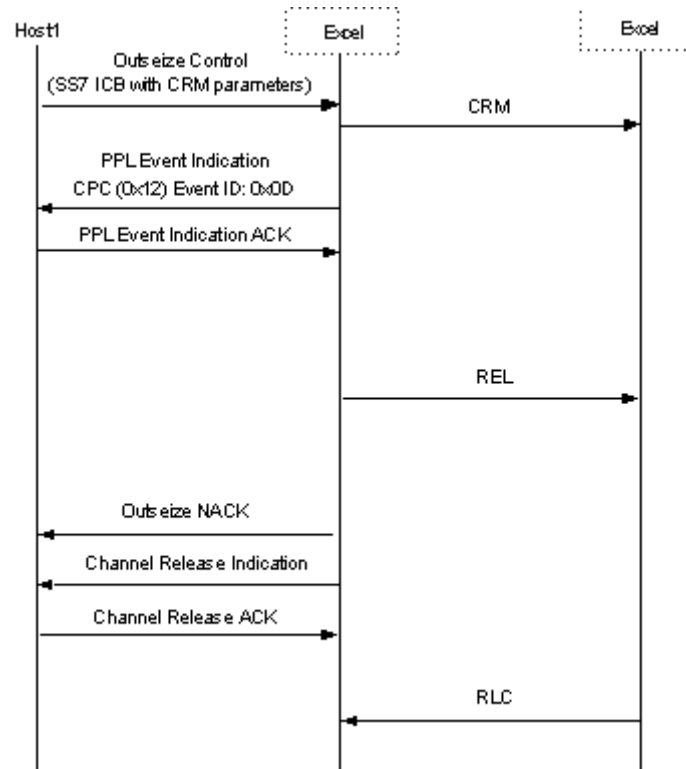 Host1
Excel
Excel
Outseize Control
(SS7 ICB with CRM parameters)
CRM
PPL Event Indication
CPC (0x12) Event ID: 0x0D
PPL Event Indication ACK
REL
Outseize NACK
Channel Release Indication
Channel Release ACK
RLC